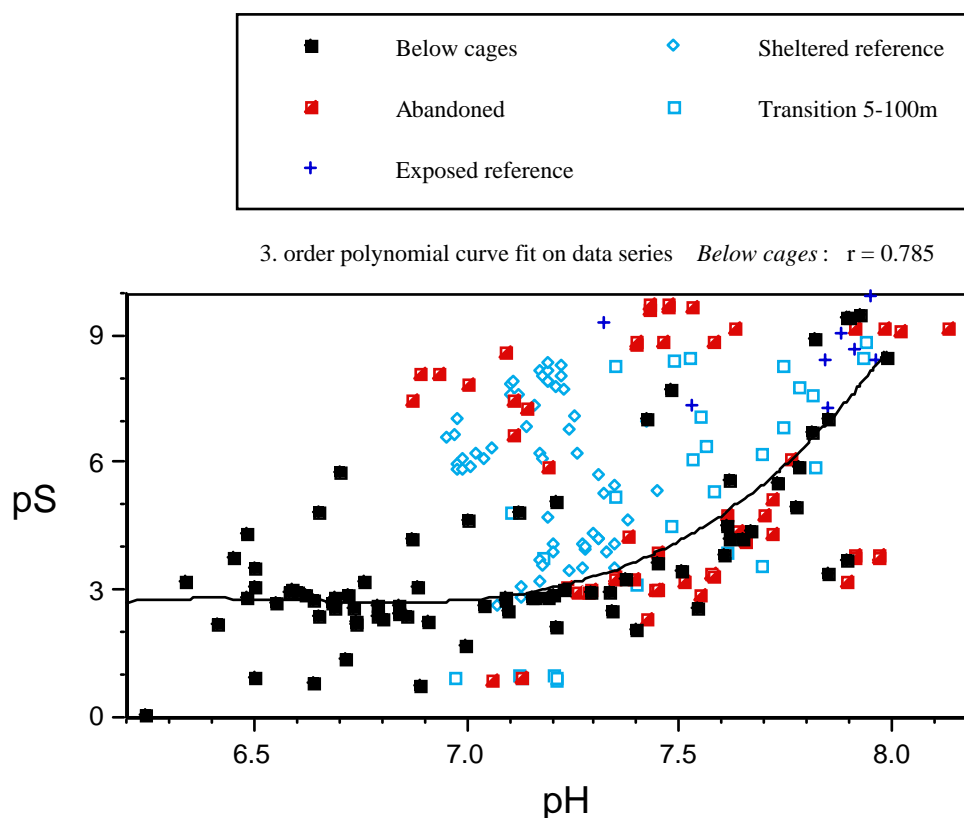 Below cages
Sheltered reference
Abandoned
Transition 5-100m
Exposed reference
3. order polynomial curve fit on data series Below cages : r = 0.785
9
6
pS
3
0
6.5 7.0 7.5 8.0
pH